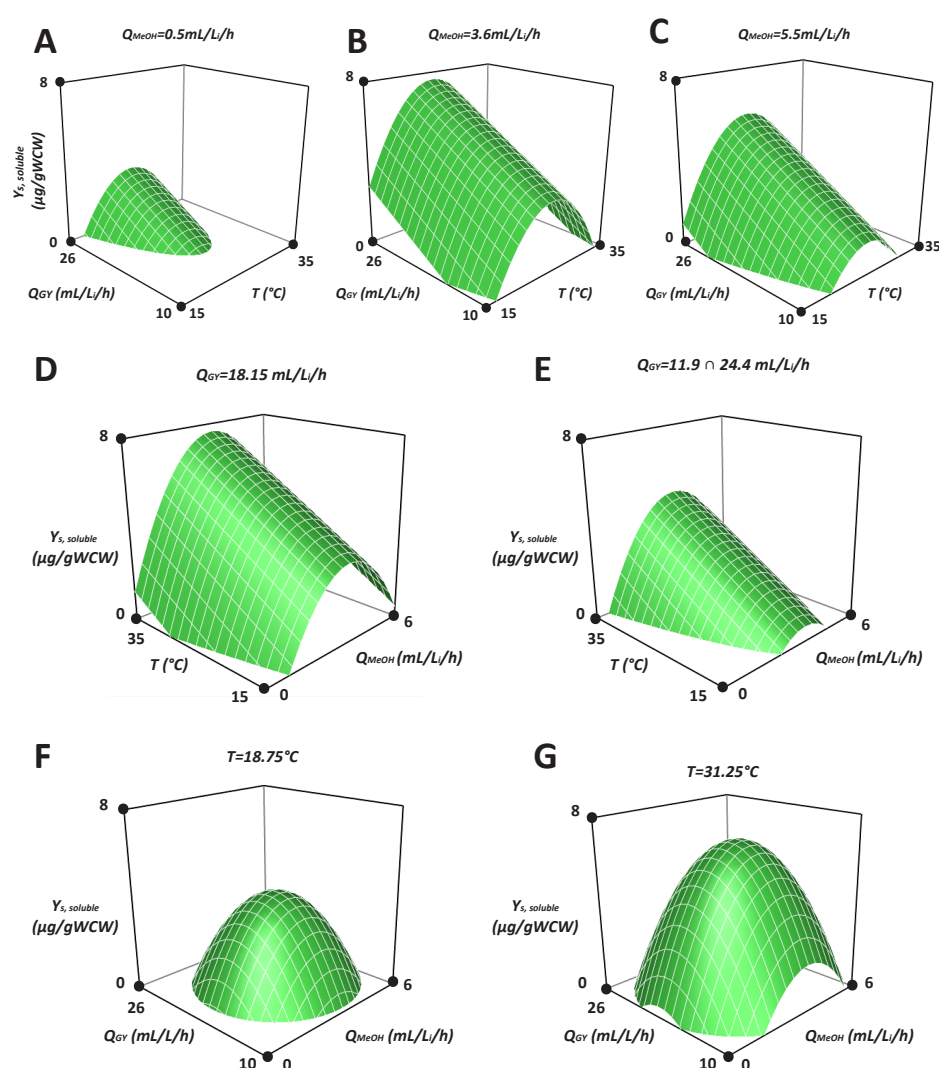 A
Q_MeOH=0.5mL/Li/h
8
Ys, soluble
(µg/gWCW)
0
26
35
QGY (mL/Li/h)
T (°C)
10
15
B
Q_MeOH=3.6mL/Li/h
8
0
26
35
QGY (mL/Li/h)
T (°C)
10
15
C
Q_MeOH=5.5mL/Li/h
8
0
26
35
QGY (mL/Li/h)
T (°C)
10
15
D
QGY=18.15 mL/Li/h
8
Ys, soluble
(µg/gWCW)
0
35
6
T (°C)
QMeOH (mL/Li/h)
15
0
E
QGY=11.9 ∩ 24.4 mL/Li/h
8
Ys, soluble
(µg/gWCW)
0
35
6
T (°C)
QMeOH (mL/Li/h)
15
0
F
T=18.75°C
8
Ys, soluble
(µg/gWCW)
0
26
6
QGY (mL/L/h)
QMeOH (mL/Li/h)
10
0
G
T=31.25°C
8
Ys, soluble
(µg/gWCW)
0
26
6
QGY (mL/Li/h)
QMeOH (mL/Li/h)
10
0